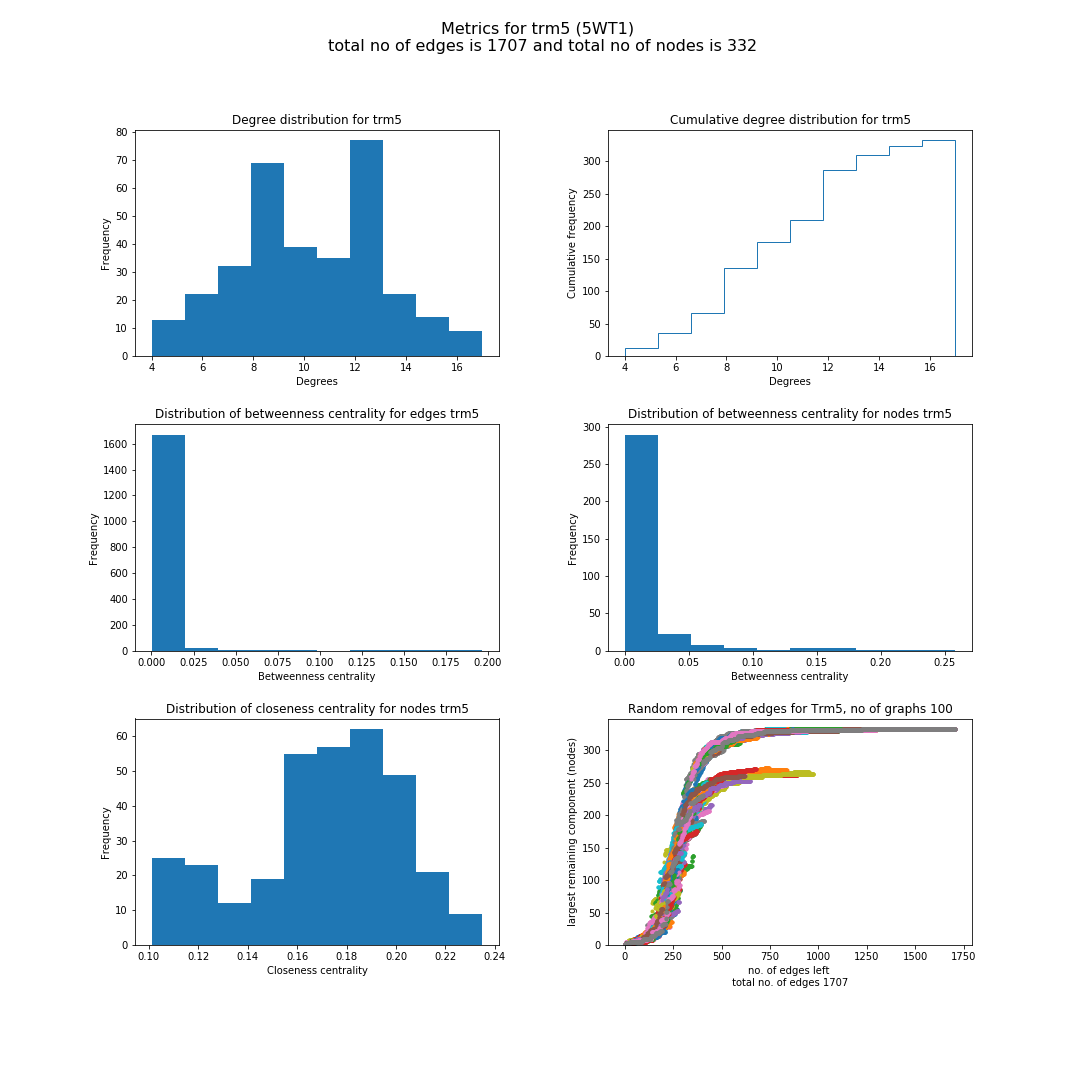 Metrics for trm5 (5WT1)
total no of edges is 1707 and total no of nodes is 332
Degree distribution for trm5
80
70
60
50
40
30
20
10
0
Frequency
4 6 8 10 12 14 16
Degrees
Cumulative degree distribution for trm5
300
250
200
150
100
50
0
Cumulative frequency
4 6 8 10 12 14 16
Degrees
Distribution of betweenness centrality for edges trm5
1600
1400
1200
1000
800
600
400
200
0
Frequency
0.000 0.025 0.050 0.075 0.100 0.125 0.150 0.175 0.200
Betweenness centrality
Distribution of betweenness centrality for nodes trm5
300
250
200
150
100
50
0
Frequency
0.00 0.05 0.10 0.15 0.20 0.25
Betweenness centrality
Distribution of closeness centrality for nodes trm5
60
50
40
30
20
10
0
Frequency
0.10 0.12 0.14 0.16 0.18 0.20 0.22 0.24
Closeness centrality
Random removal of edges for Trm5, no of graphs 100
300
250
200
150
100
50
0
largest remaining component (nodes)
0 250 500 750 1000 1250 1500 1750
no. of edges left
total no. of edges 1707